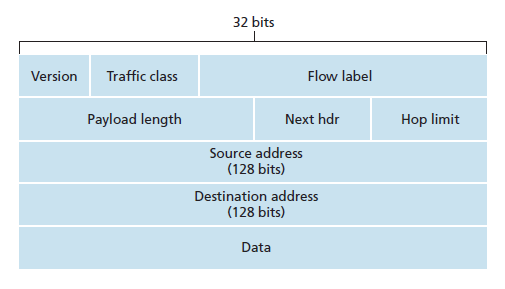 32 bits
Version Traffic class Flow label
Payload length Next hdr Hop limit
Source address
(128 bits)
Destination address
(128 bits)
Data